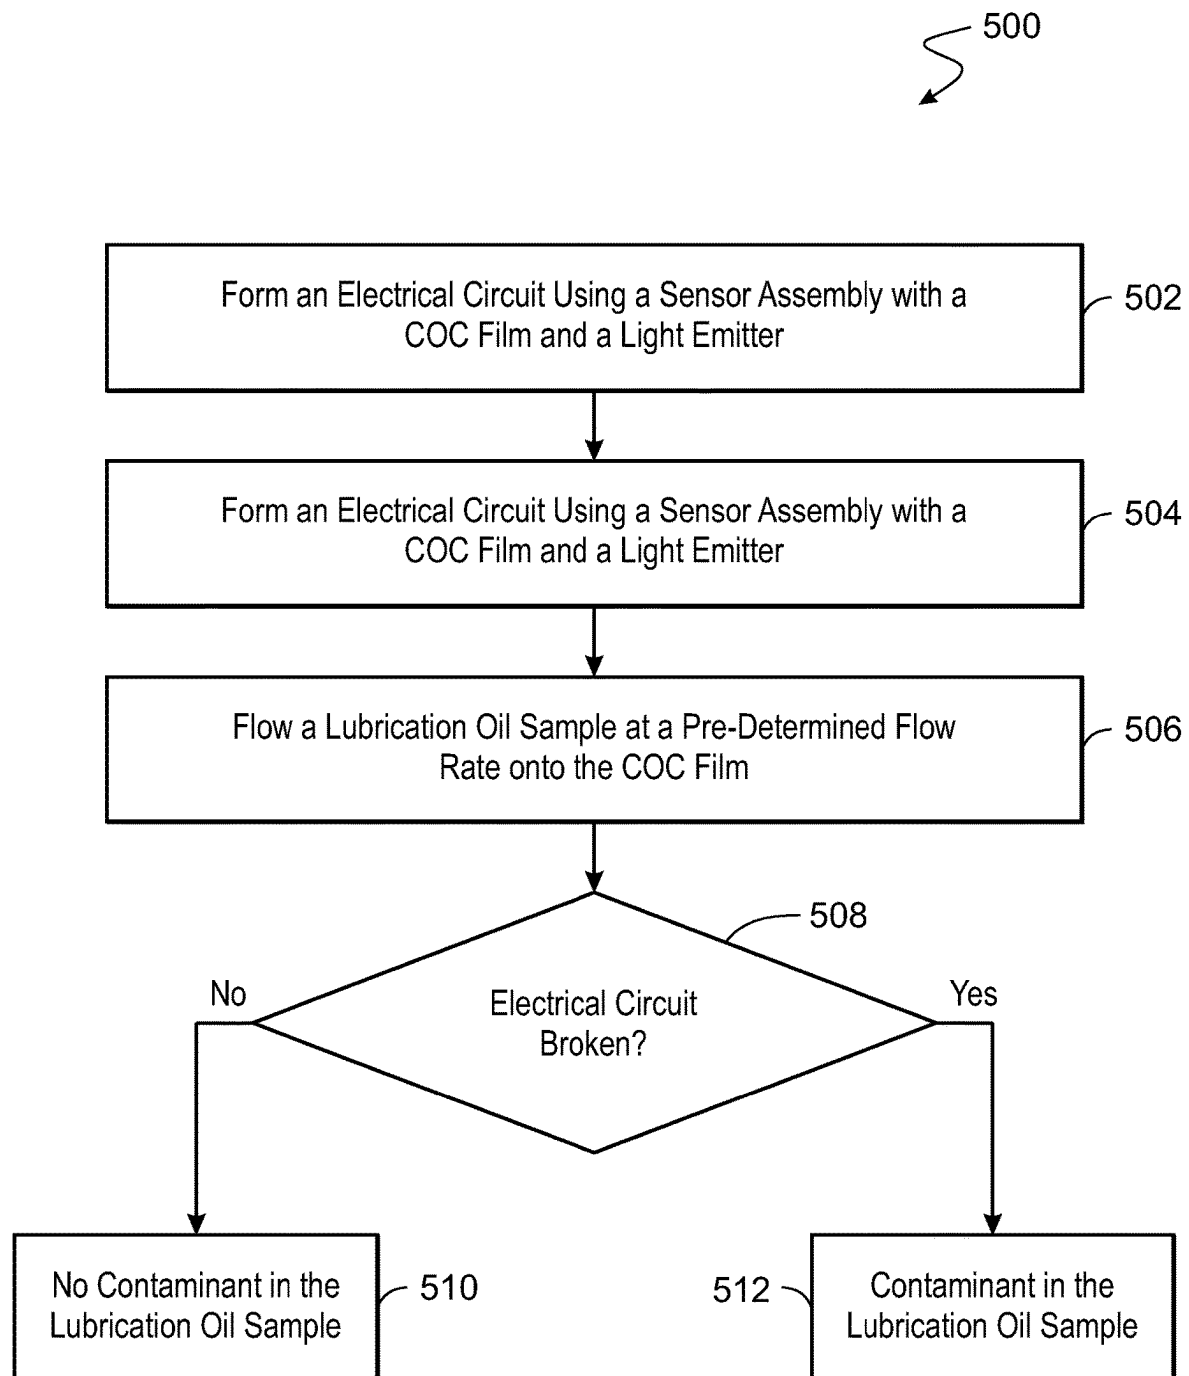 500
Form an Electrical Circuit Using a Sensor Assembly with a
COC Film and a Light Emitter
502
Form an Electrical Circuit Using a Sensor Assembly with a
COC Film and a Light Emitter
504
Flow a Lubrication Oil Sample at a Pre-Determined Flow
Rate onto the COC Film
506
508
No
Electrical Circuit
Broken?
Yes
No Contaminant in the
Lubrication Oil Sample
510
512
Contaminant in the
Lubrication Oil Sample